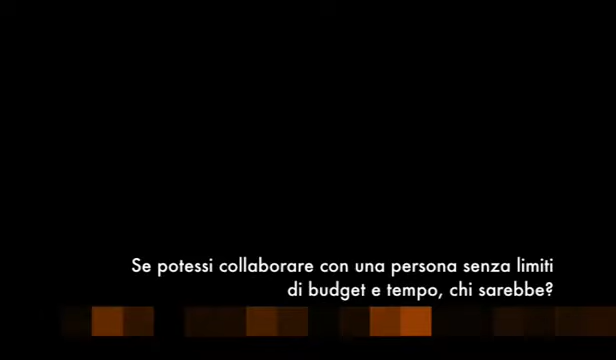 Se potessi collaborare con una persona senza limiti
di budget e tempo, chi sarebbe?